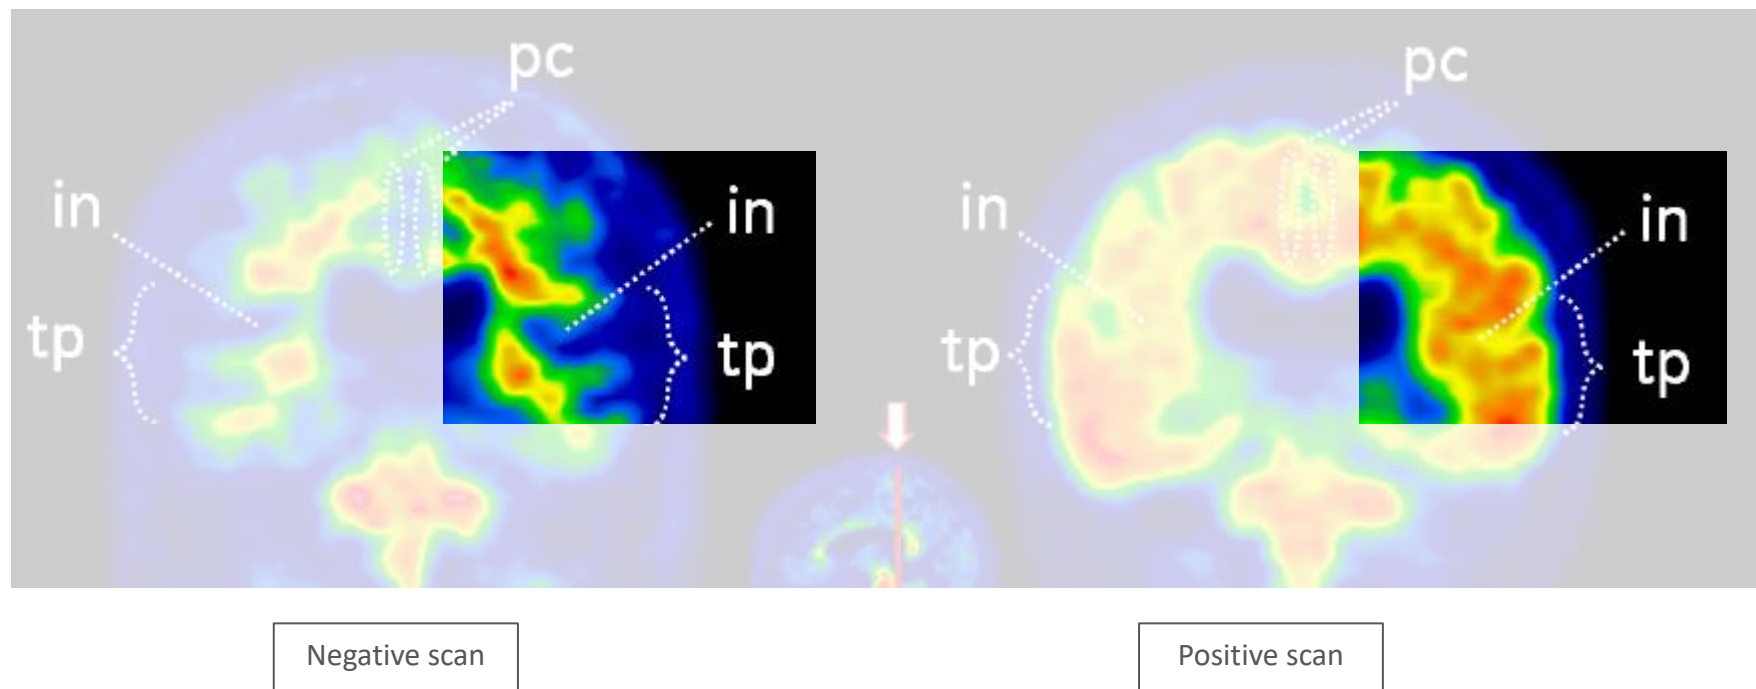 pc
in
in
tp
tp
Negative scan
pc
in
in
tp
tp
Positive scan